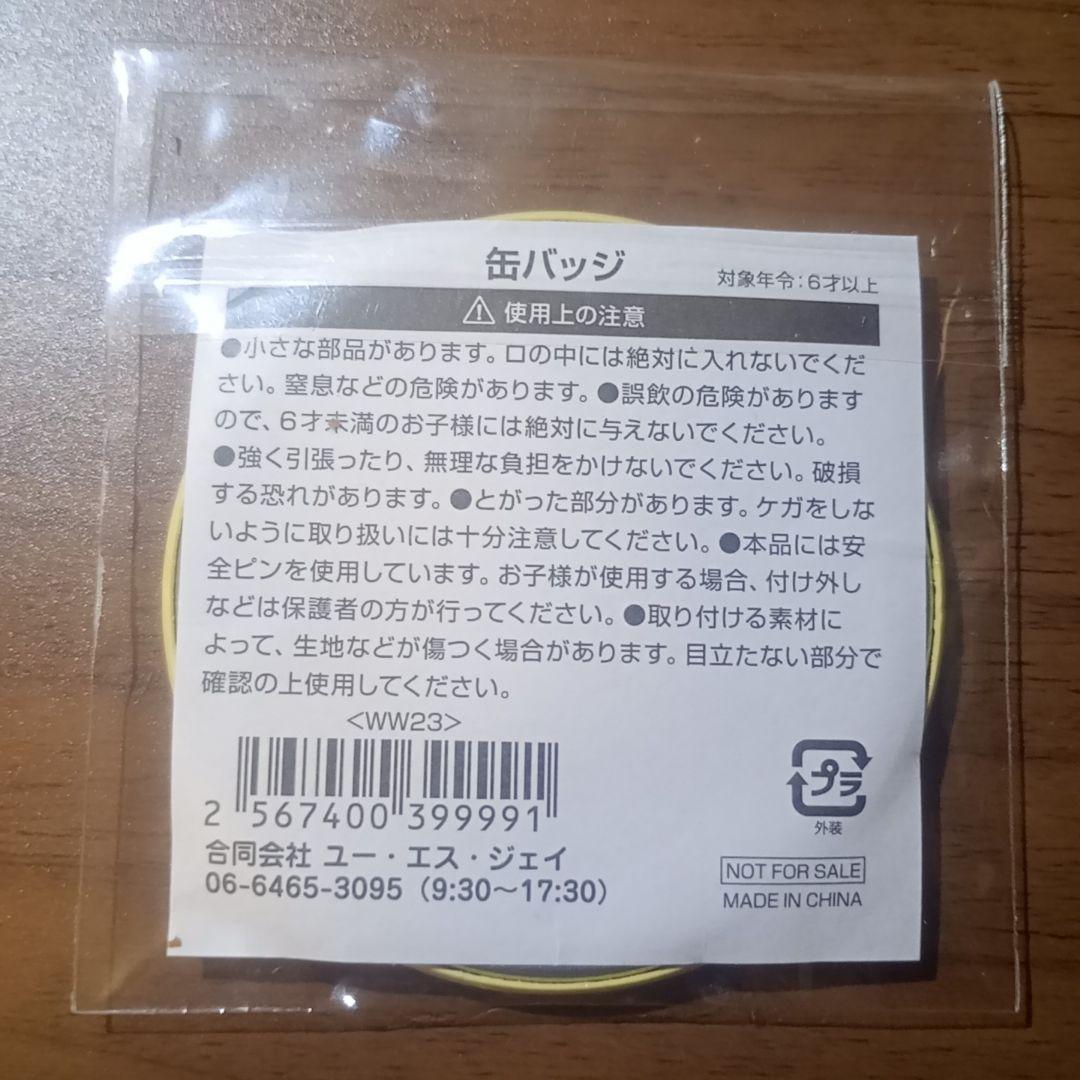 缶バッジ
対象年令:6才以上
⚠ 使用上の注意
●小さな部品があります。口の中には絶対に入れないでくだ
さい。窒息などの危険があります。●誤飲の危険があります
ので、6才未満のお子様には絶対に与えないでください。
●強く引張ったり、無理な負担をかけないでください。破損
する恐れがあります。●とがった部分があります。ケガをしな
いように取り扱いには十分注意してください。●本品には安
全ピンを使用しています。お子様が使用する場合、付け外し
などは保護者の方が行ってください。●取り付ける素材に
よって、生地などが傷つく場合があります。目立たない部分で
確認の上使用してください。
<WW23>
2 567400 399991
合同会社 ユー・エス・ジェイ
06-6465-3095(9:30〜17:30)
プラ
外装
NOT FOR SALE
MADE IN CHINA